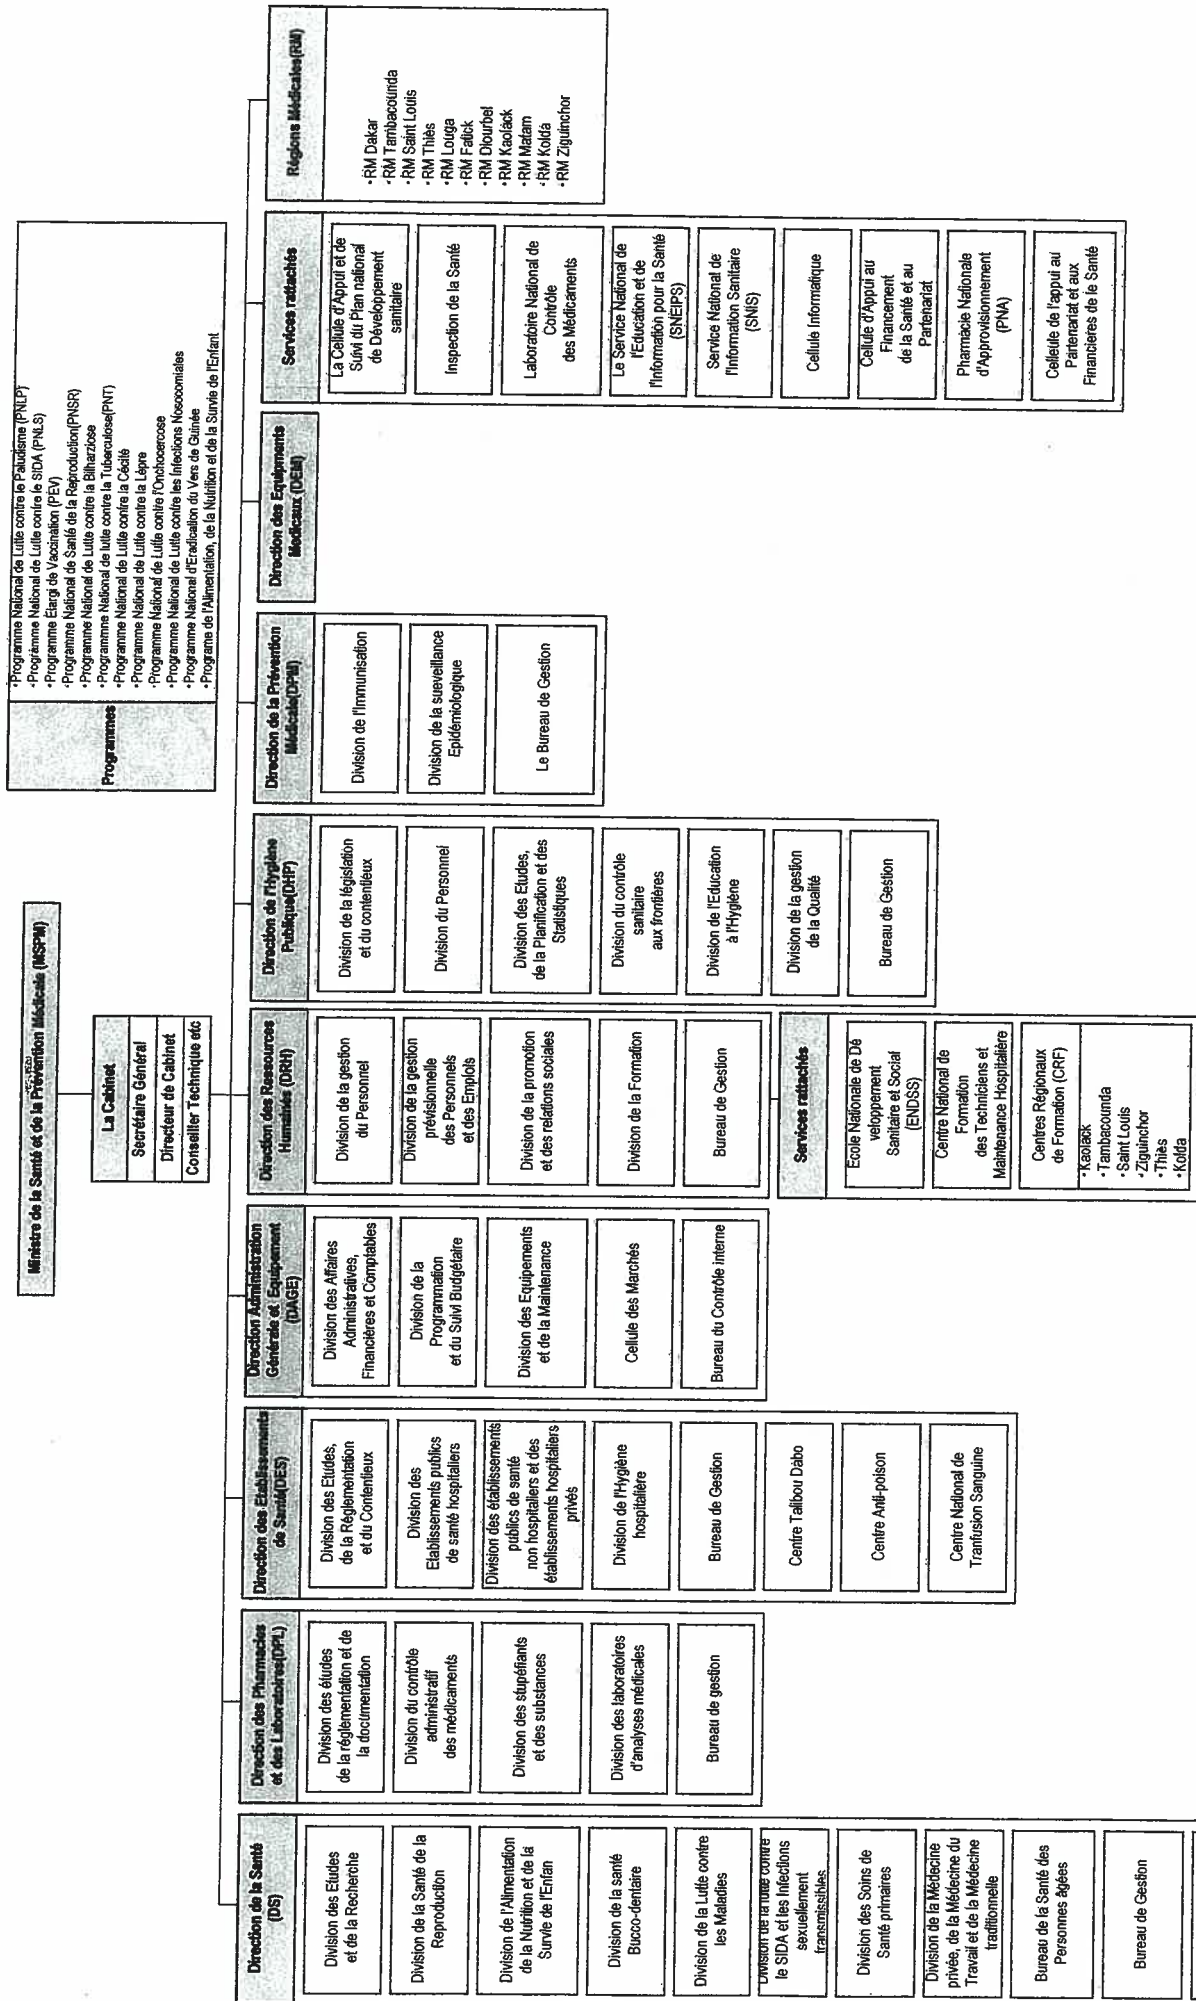 Ministre de la Santé et de la Prévention Médicale (MSPM)
La Cabinet
Secrétaire Général
Directeur de Cabinet
Conseiller Technique etc
Programmes
•Programme National de Lutte contre le Paludisme (PNLP)
•Programme National de Lutte contre le SIDA (PNLS)
•Programme Elargi de Vaccination (PEV)
•Programme National de Santé de la Reproduction(PNSR)
•Programme National de Lutte contre la Bilharziose
•Programme National de lutte contre la Tuberculose(PNT)
•Programme National de Lutte contre la Cécité
•Programme National de Lutte contre la Lèpre
•Programme National de Lutte contre l'Onchocercose
•Programme National de Lutte contre les Infections Nosocomiales
•Programme National d'Eradication du Vers de Guinée
•Programe de l'Alimentation, de la Nutrition et de la Survie de l'Enfant
Direction de la Santé
(DS)
Division des Etudes
et de la Recherche
Division de la Santé de la
Reproduction
Division de l'Alimentation
de la Nutrition et de la
Survie de l'Enfan
Division de la santé
Bucco-dentaire
Division de la Lutte contre
les Maladies
Division de la lutte contre
le SIDA et les Infections
sexuellement
transmissibles
Division des Soins de
Santé primaires
Division de la Médecine
privée, de la Médecine du
Travail et de la Médecine
traditionnelle
Bureau de la Santé des
Personnes âgées
Bureau de Gestion
Direction des Pharmacies
et des Laboratoires(DPL)
Division des études
de la réglementation et de
la documentation
Division du contrôle
administratif
des médicaments
Division des stupéfiants
et des substances
Division des laboratoires
d'analyses médicales
Bureau de gestion
Direction des Etablissements
de Santé(DES)
Division des Etudes,
de la Règlementation
et du Contentieux
Division des
Etablissements publics
de santé hospitaliers
Division des établissements
publics de santé
non hospitaliers et des
établissements hospitaliers
privés
Division de l'Hygiène
hospitalière
Bureau de Gestion
Centre Talibou Dabo
Centre Anti-poison
Centre National de
Tranfusion Sanguine
Direction Administration
Générale et Equipement
(DAGE)
Division des Affaires
Administratives,
Financières et Comptables
Division de la
Programmation
et du Suivi Budgétaire
Division des Equipements
et de la Maintenance
Cellule des Marchés
Bureau du Contrôle interne
Direction des Ressources
Humaines (DRH)
Division de la gestion
du Personnel
Division de la gestion
prévisionnelle
des Personnels
et des Emplois
Division de la promotion
et des relations sociales
Division de la Formation
Bureau de Gestion
Services rattachés
Ecole Nationale de Dé
veloppement
Sanitaire et Social
(ENDSS)
Centre National de
Formation
des Techniciens et
Maintenance Hospitalière
Centres Régionaux
de Formation (CRF)
•Kaolack
•Tambacounda
•Saint Louis
•Ziguinchor
•Thiès
•Kolda
Direction de l'Hygiène
Publique(DHP)
Division de la législation
et du contentieux
Division du Personnel
Division des Etudes,
de la Planification et des
Statistiques
Division du contrôle
sanitaire
aux frontières
Division de l'Education
à l'Hygiène
Division de la gestion
de la Qualité
Bureau de Gestion
Direction de la Prévention
Médicale(DPM)
Division de l'Immunisation
Division de la sueveillance
Epidémiologique
Le Bureau de Gestion
Direction des Equipments
Medicaux (DEM)
Services rattachés
La Cellule d'Appui et de
Suivi du Plan national
de Développement
sanitaire
Inspection de la Santé
Laboratoire National de
Contrôle
des Médicaments
Le Service National de
l'Education et de
l'Information pour la Santé
(SNEIPS)
Service National de
l'Information Sanitaire
(SNIS)
Cellule Informatique
Cellule d'Appui au
Financement
de la Santé et au
Partenariat
Pharmacie Nationale
d'Approvisionnement
(PNA)
Celleule de l'appui au
Partenariat et aux
Financieres de le Santé
Régions Médicales(RM)
•RM Dakar
•RM Tambacounda
•RM Saint Louis
•RM Thiès
•RM Louga
•RM Fatick
•RM Diourbel
•RM Kaolack
•RM Matam
•RM Kolda
•RM Ziguinchor